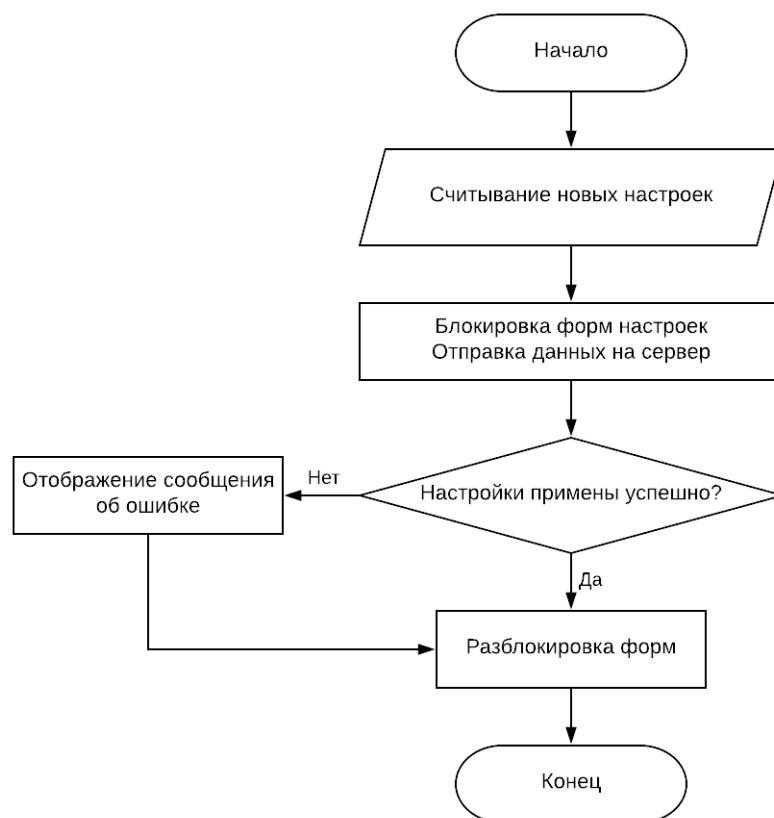 Начало
Считывание новых настроек
Блокировка форм настроек
Отправка данных на сервер
Настройки примены успешно?
Нет
Отображение сообщения
об ошибке
Да
Разблокировка форм
Конец